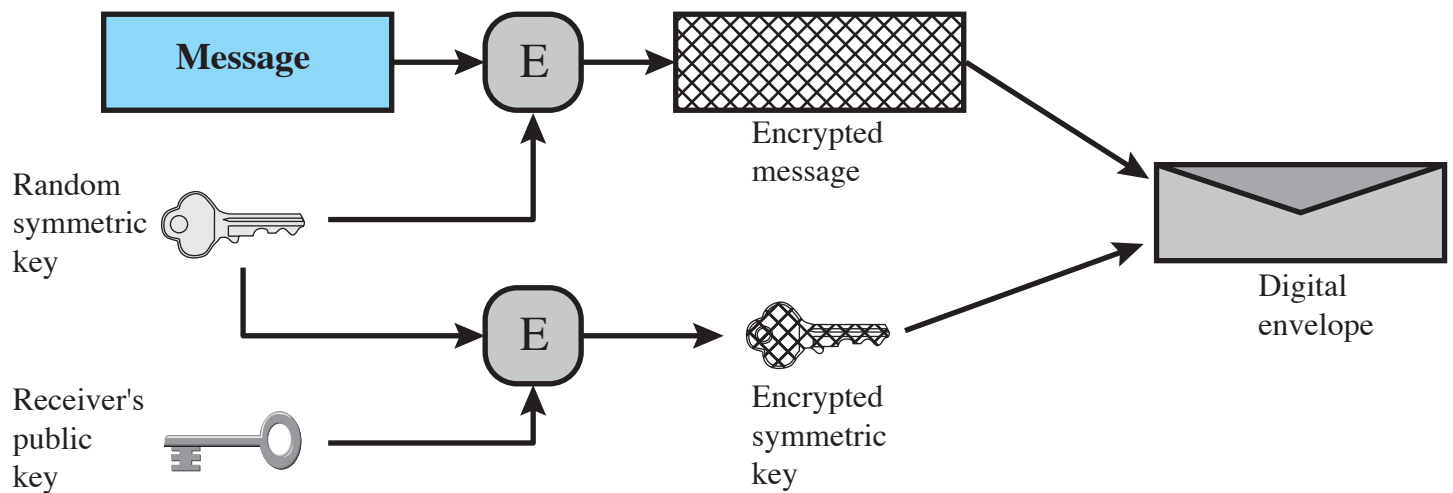 Message
E
Encrypted
message
Random
symmetric
key
Digital
envelope
E
Receiver's
public
key
Encrypted
symmetric
key